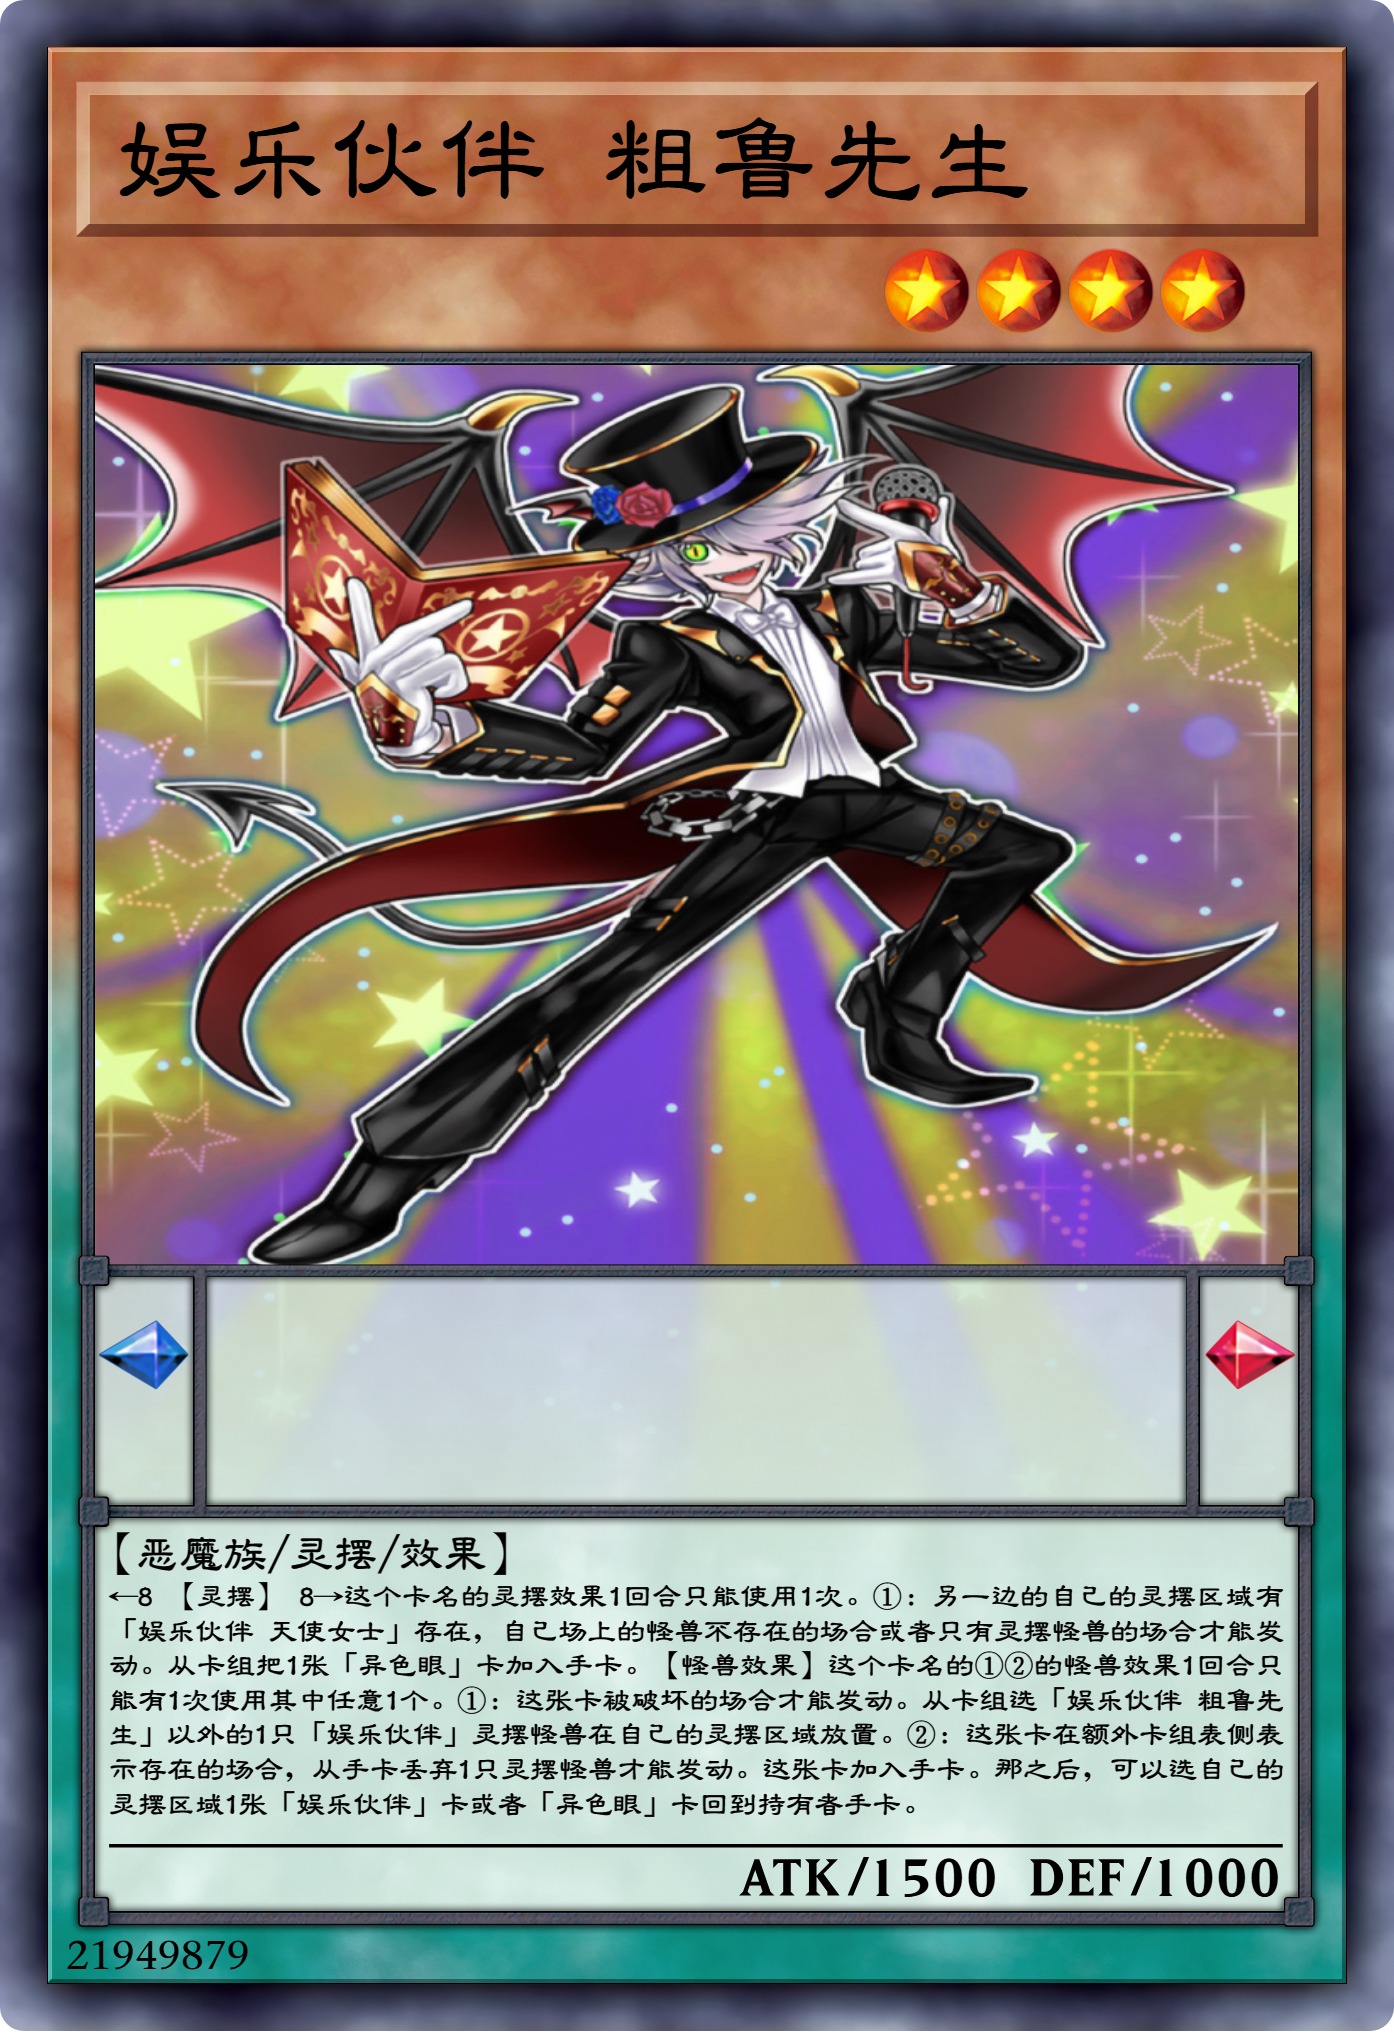 娱乐伙伴 粗鲁先生
【恶魔族/灵摆/效果】
←8 【灵摆】 8→这个卡名的灵摆效果1回合只能使用1次。①：另一边的自己的灵摆区域有
「娱乐伙伴 天使女士」存在，自己场上的怪兽不存在的场合或者只有灵摆怪兽的场合才能发
动。从卡组把1张「异色眼」卡加入手卡。【怪兽效果】这个卡名的①②的怪兽效果1回合只
能有1次使用其中任意1个。①：这张卡被破坏的场合才能发动。从卡组选「娱乐伙伴 粗鲁先
生」以外的1只「娱乐伙伴」灵摆怪兽在自己的灵摆区域放置。②：这张卡在额外卡组表侧表
示存在的场合，从手卡丢弃1只灵摆怪兽才能发动。这张卡加入手卡。那之后，可以选自己的
灵摆区域1张「娱乐伙伴」卡或者「异色眼」卡回到持有者手卡。
ATK/1500 DEF/1000
21949879